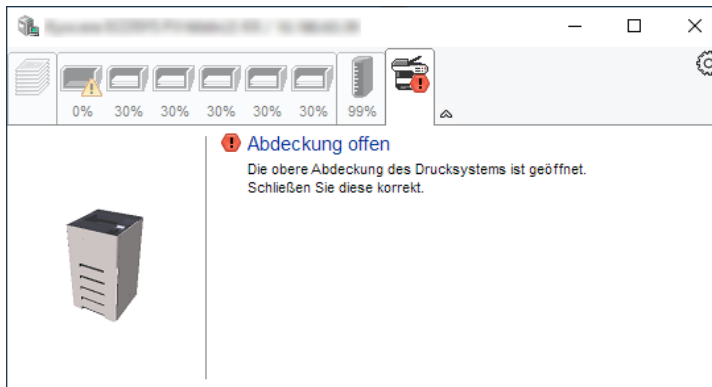 0%
30%
30%
30%
30%
30%
99%
Abdeckung offen
Die obere Abdeckung des Drucksystems ist geöffnet.
Schließen Sie diese korrekt.